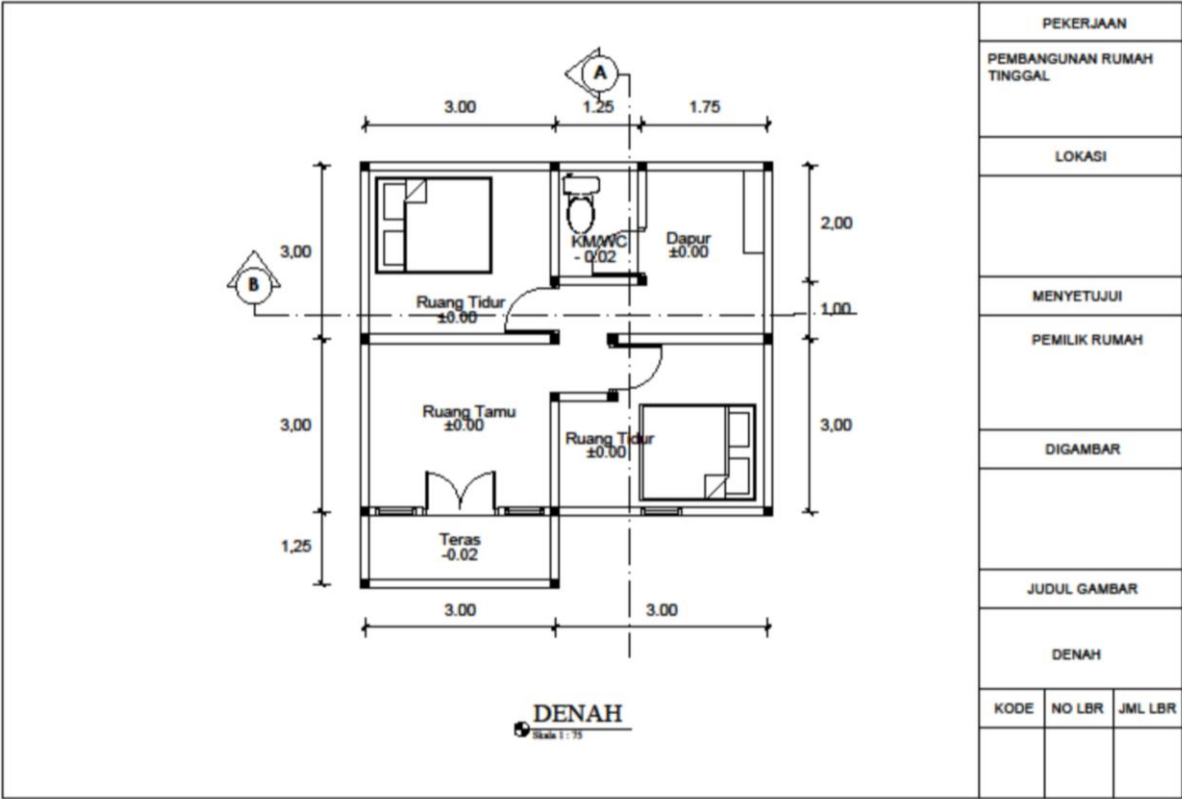 A
3.00
1.25
1.75
3,00
2,00
KM/WC
- 0.02
Dapur
±0.00
B
Ruang Tidur
±0.00
1,00
3,00
Ruang Tamu
±0.00
Ruang Tidur
±0.00
3,00
1,25
Teras
-0.02
3.00
3.00
DENAH
Skala 1 : 75
PEKERJAAN
PEMBANGUNAN RUMAH
TINGGAL
LOKASI
MENYETUJUI
PEMILIK RUMAH
DIGAMBAR
JUDUL GAMBAR
DENAH
KODE
NO LBR
JML LBR